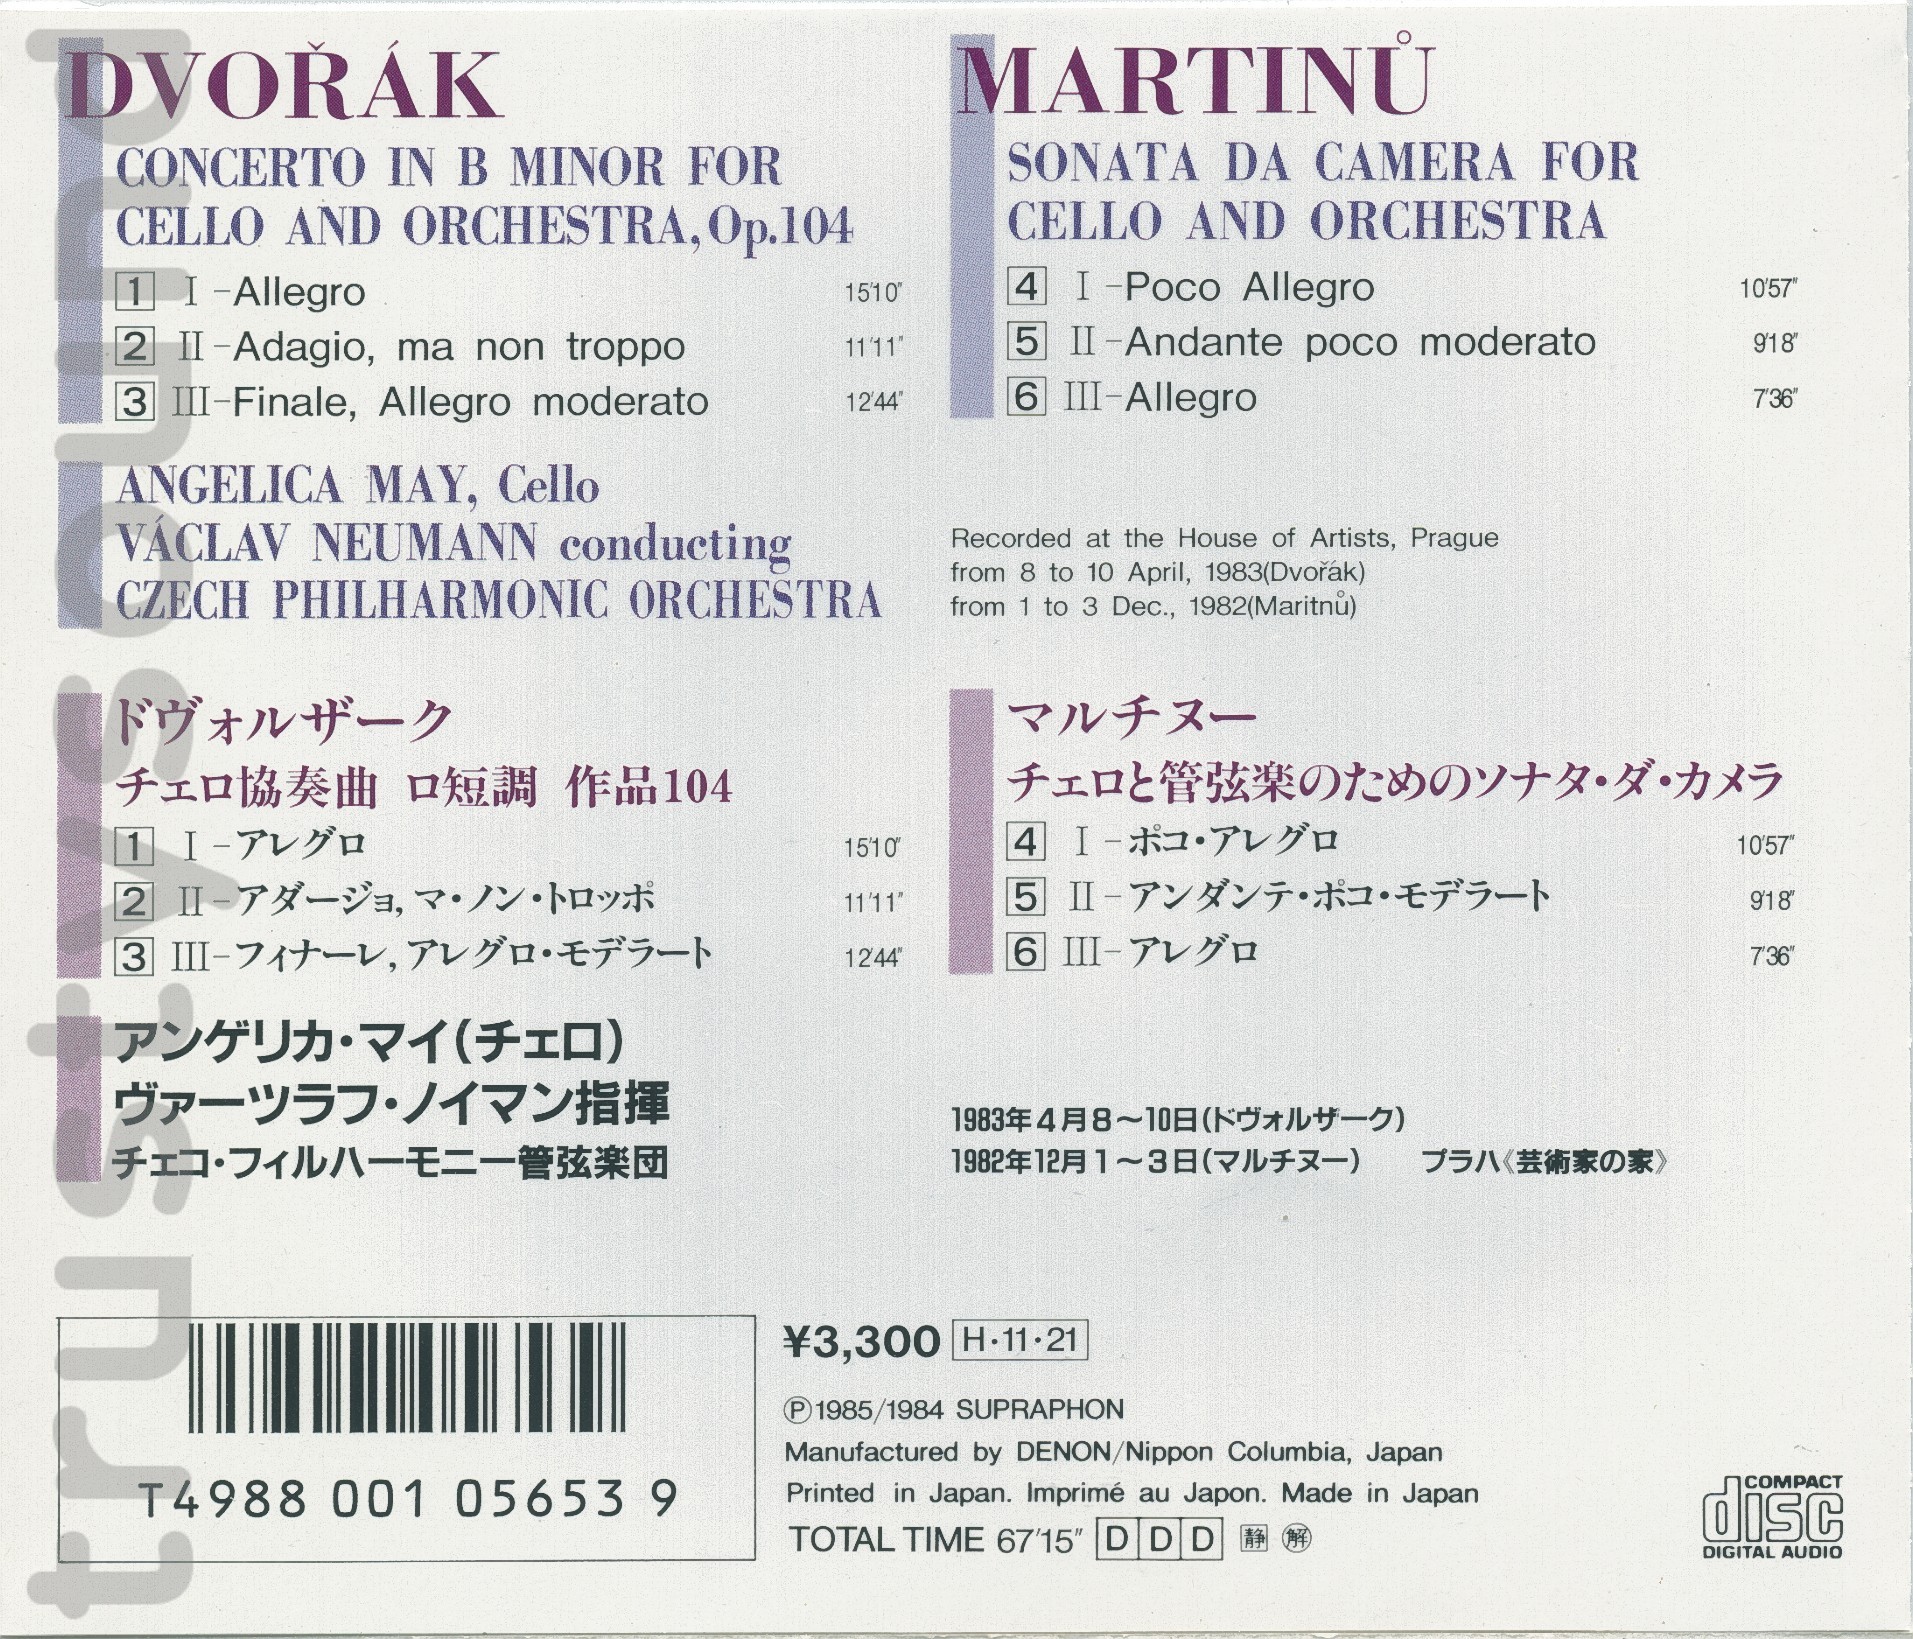 DVOŘÁK
CONCERTO IN B MINOR FOR
CELLO AND ORCHESTRA, Op.104
1 I-Allegro 15'10"
2 II-Adagio, ma non troppo 11'11"
3 III-Finale, Allegro moderato 12'44"
ANGELICA MAY, Cello
VÁCLAV NEUMANN conducting
CZECH PHILHARMONIC ORCHESTRA
MARTINŮ
SONATA DA CAMERA FOR
CELLO AND ORCHESTRA
4 I-Poco Allegro 10'57"
5 II-Andante poco moderato 9'18"
6 III-Allegro 7'36"
Recorded at the House of Artists, Prague
from 8 to 10 April, 1983(Dvořák)
from 1 to 3 Dec., 1982(Maritnů)
ドヴォルザーク
チェロ協奏曲 ロ短調 作品104
1 I-アレグロ 15'10"
2 II-アダージョ, マ・ノン・トロッポ 11'11"
3 III-フィナーレ, アレグロ・モデラート 12'44"
アンゲリカ・マイ(チェロ)
ヴァーツラフ・ノイマン指揮
チェコ・フィルハーモニー管弦楽団
マルチヌー
チェロと管弦楽のためのソナタ・ダ・カメラ
4 I-ポコ・アレグロ 10'57"
5 II-アンダンテ・ポコ・モデラート 9'18"
6 III-アレグロ 7'36"
1983年4月8～10日(ドヴォルザーク)
1982年12月1～3日(マルチヌー) プラハ《芸術家の家》
T4988 001 05653 9
¥3,300 H・11・21
Ⓟ1985/1984 SUPRAPHON
Manufactured by DENON/Nippon Columbia, Japan
Printed in Japan. Imprimé au Japon. Made in Japan
TOTAL TIME 67'15" DDD 静 解
COMPACT
disc
DIGITAL AUDIO
trustysound